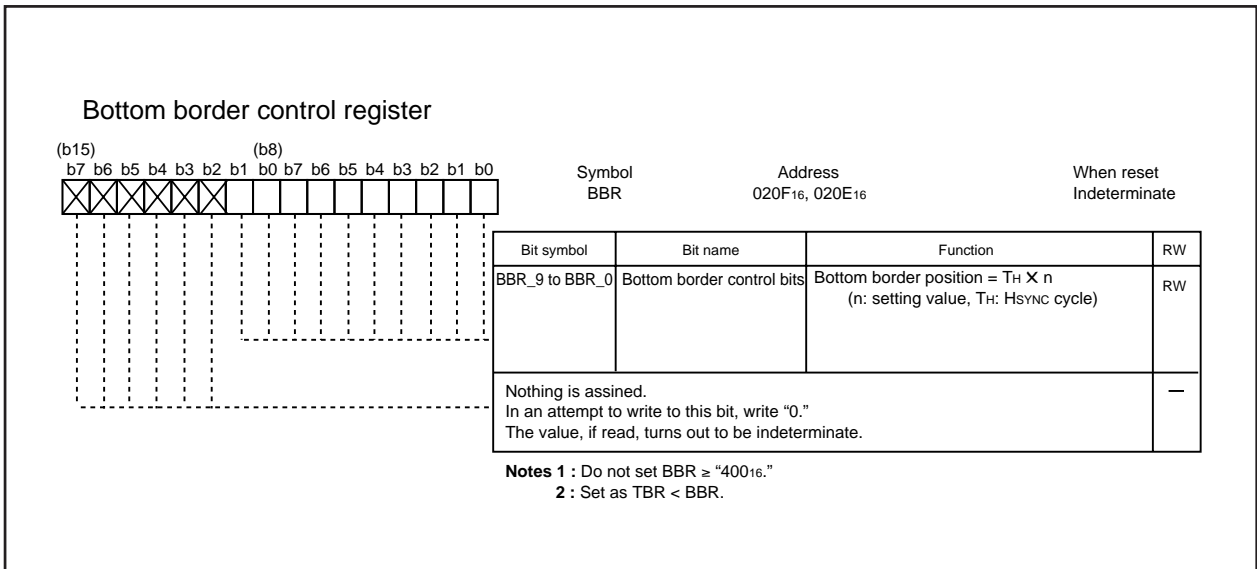 Bottom border control register
(b15) (b8)
b7 b6 b5 b4 b3 b2 b1 b0 b7 b6 b5 b4 b3 b2 b1 b0
Symbol Address When reset
BBR 020F16, 020E16 Indeterminate
Bit symbol Bit name Function RW
BBR_9 to BBR_0 Bottom border control bits Bottom border position = TH X n RW
(n: setting value, TH: HSYNC cycle)
Nothing is assined. —
In an attempt to write to this bit, write “0.”
The value, if read, turns out to be indeterminate.
Notes 1 : Do not set BBR ≥ “40016.”
2 : Set as TBR < BBR.